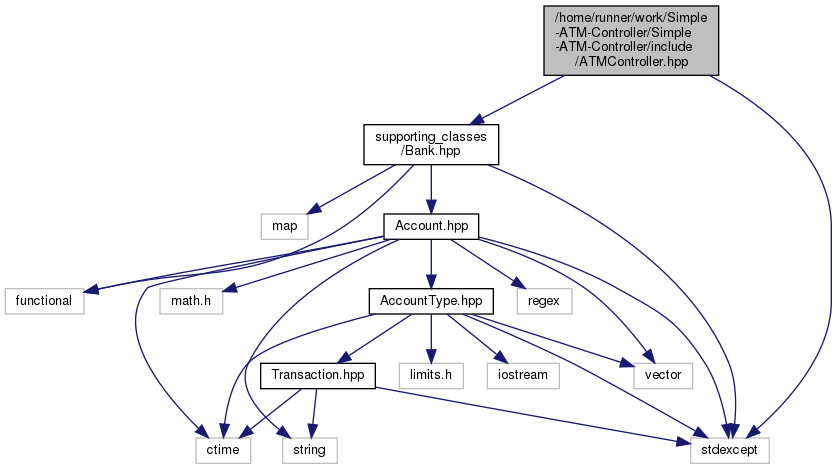 /home/runner/work/Simple
-ATM-Controller/Simple
-ATM-Controller/include
/ATMController.hpp
supporting_classes
/Bank.hpp
map
Account.hpp
functional
math.h
AccountType.hpp
regex
Transaction.hpp
limits.h
iostream
vector
ctime
string
stdexcept